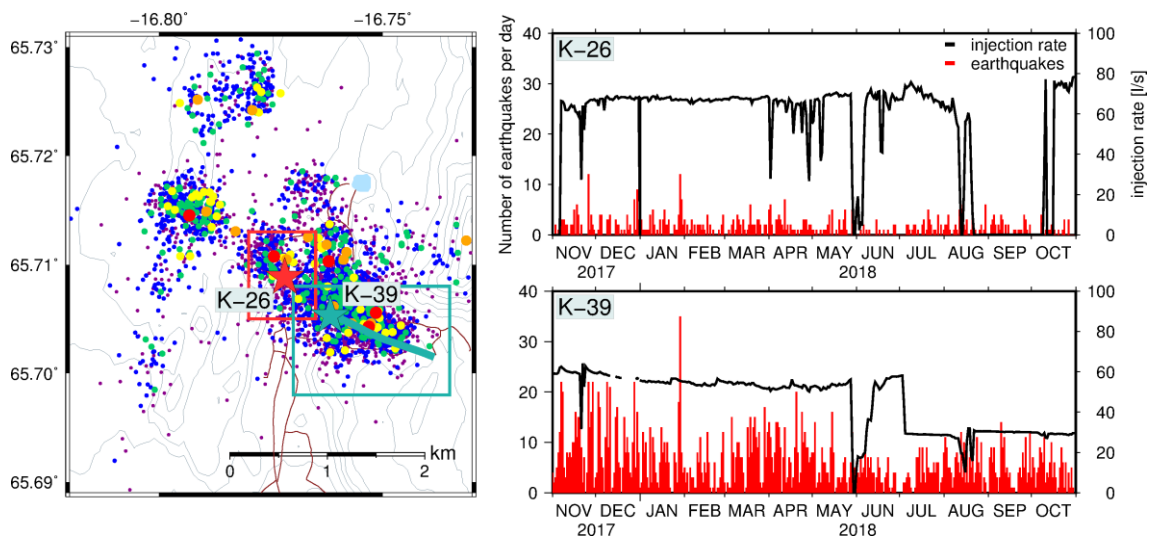 −16.80 −16.75
65.73
65.72
65.71
65.70
65.69
K−26
K−39
km
0 1 2
Number of earthquakes per day
40
30
20
10
0
K−26
injection rate
earthquakes
100
80
60
40
20
0
injection rate [l/s]
NOV DEC JAN FEB MAR APR MAY JUN JUL AUG SEP OCT
2017 2018
40
30
20
10
0
K−39
100
80
60
40
20
0
NOV DEC JAN FEB MAR APR MAY JUN JUL AUG SEP OCT
2017 2018